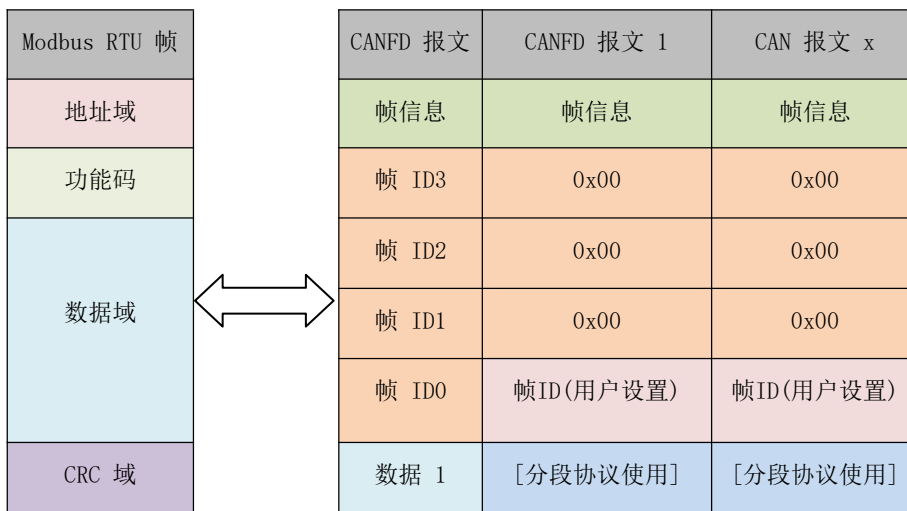 Modbus RTU 帧
地址域
功能码
数据域
CRC 域
CANFD 报文 CANFD 报文 1 CAN 报文 x
帧信息 帧信息 帧信息
帧 ID3 0x00 0x00
帧 ID2 0x00 0x00
帧 ID1 0x00 0x00
帧 ID0 帧ID(用户设置) 帧ID(用户设置)
数据 1 [分段协议使用] [分段协议使用]